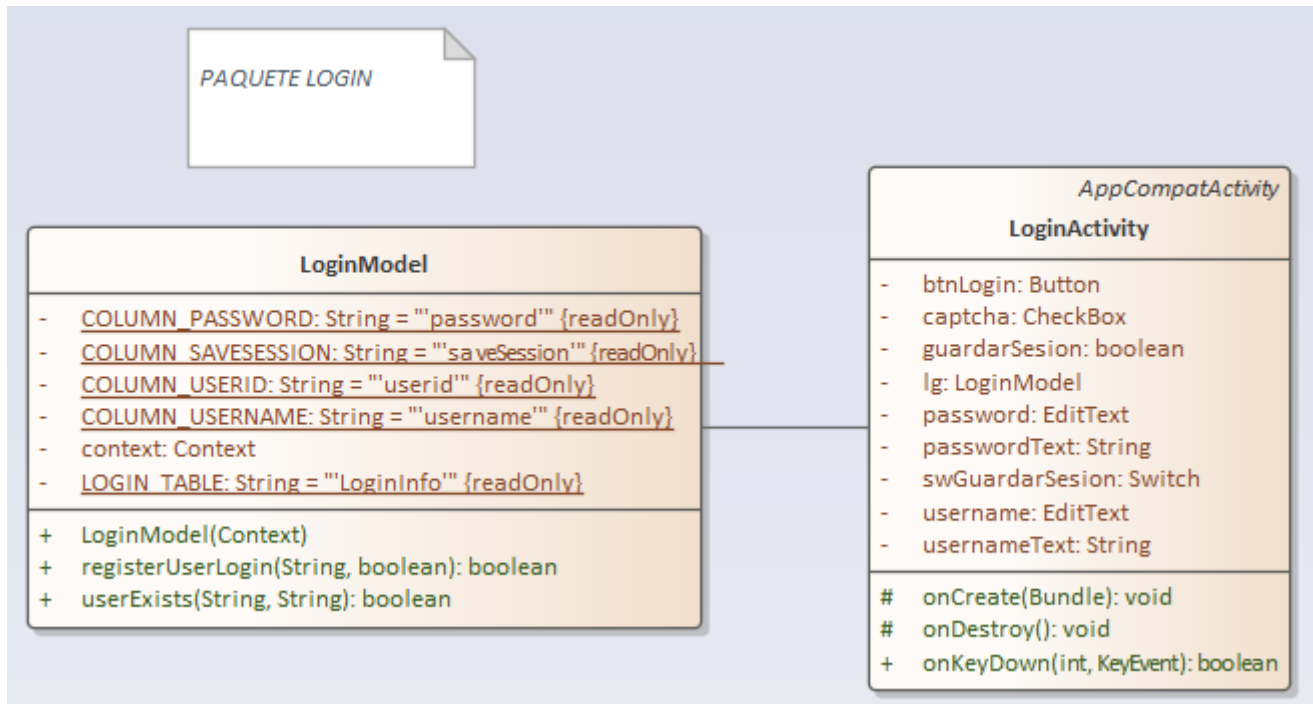 PAQUETE LOGIN
LoginModel
- COLUMN_PASSWORD: String = "'password'" {readOnly}
- COLUMN_SAVESESSION: String = "'saveSession'" {readOnly}
- COLUMN_USERID: String = "'userid'" {readOnly}
- COLUMN_USERNAME: String = "'username'" {readOnly}
- context: Context
- LOGIN_TABLE: String = "'LoginInfo'" {readOnly}
+ LoginModel(Context)
+ registerUserLogin(String, boolean): boolean
+ userExists(String, String): boolean
AppCompatActivity
LoginActivity
- btnLogin: Button
- captcha: CheckBox
- guardarSesion: boolean
- lg: LoginModel
- password: EditText
- passwordText: String
- swGuardarSesion: Switch
- username: EditText
- usernameText: String
# onCreate(Bundle): void
# onDestroy(): void
+ onKeyDown(int, KeyEvent): boolean